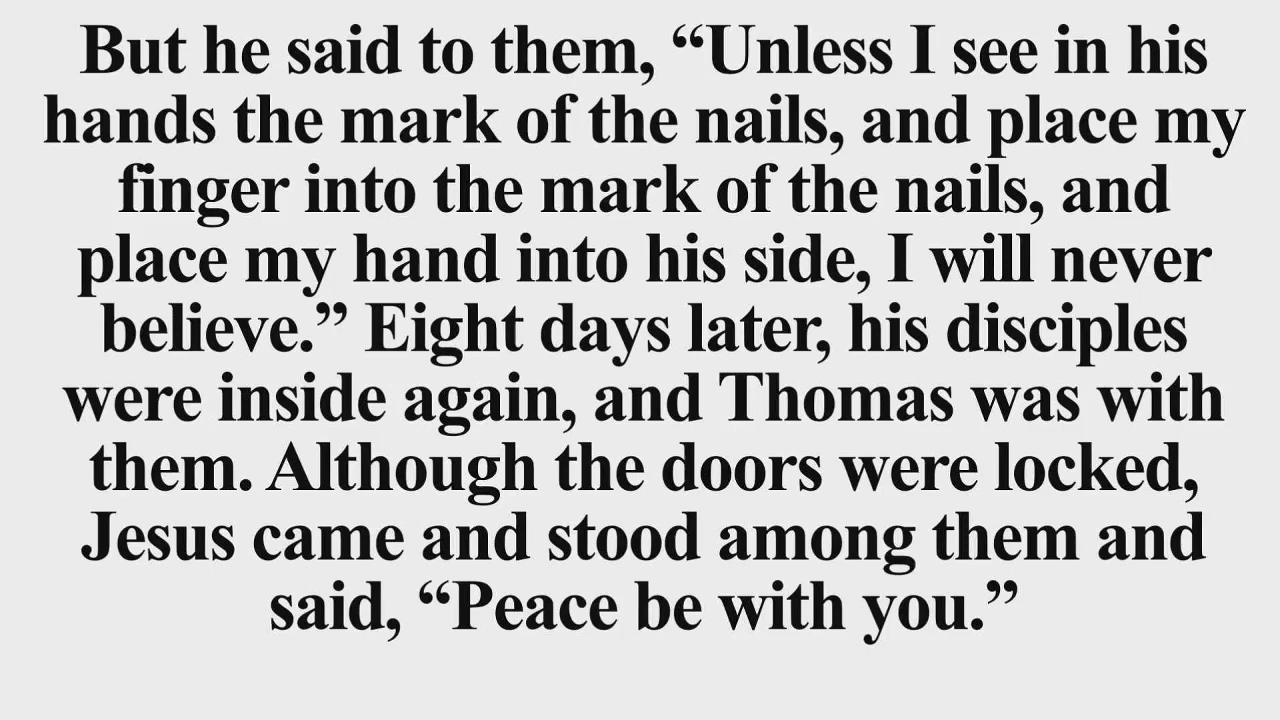 But he said to them, “Unless I see in his
hands the mark of the nails, and place my
finger into the mark of the nails, and
place my hand into his side, I will never
believe.” Eight days later, his disciples
were inside again, and Thomas was with
them. Although the doors were locked,
Jesus came and stood among them and
said, “Peace be with you.”